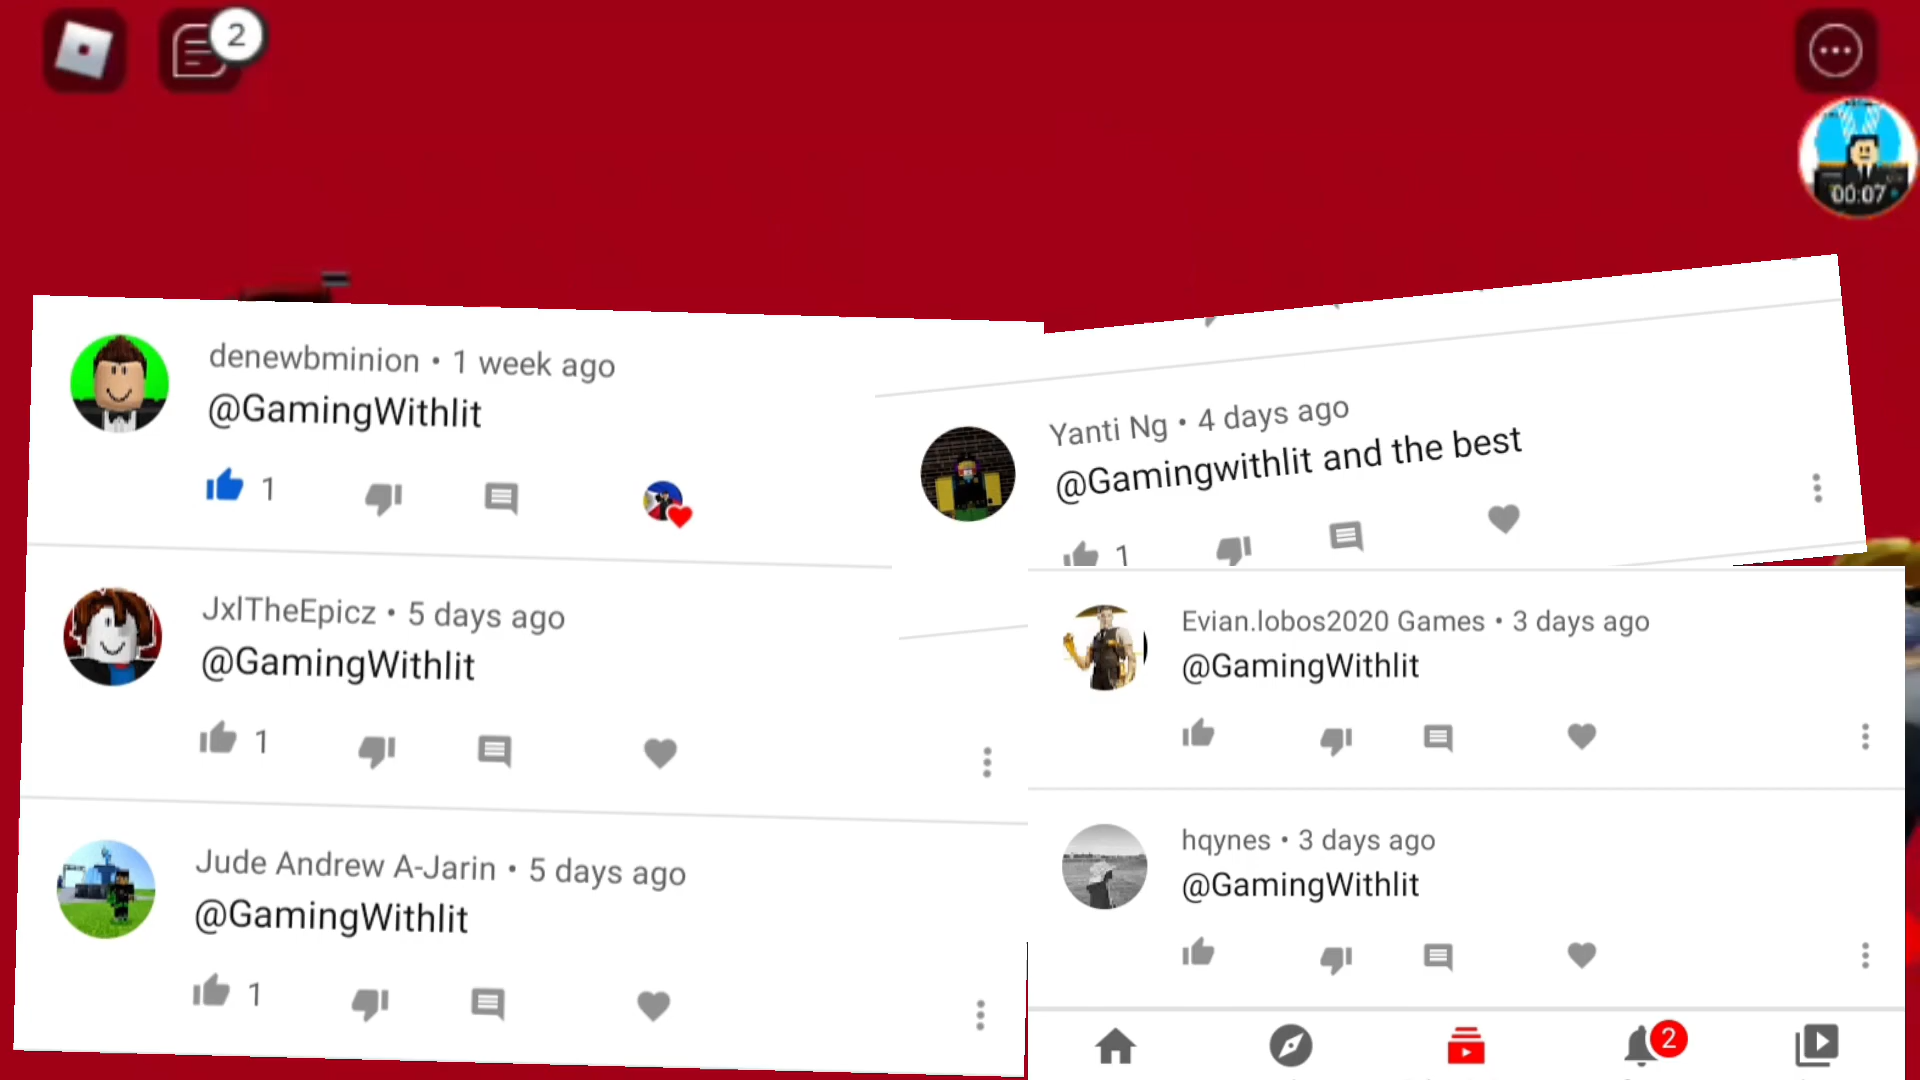 2
00:07
denewbminion • 1 week ago
@GamingWithlit
1
JxlTheEpicz • 5 days ago
@GamingWithlit
1
Jude Andrew A-Jarin • 5 days ago
@GamingWithlit
1
Yanti Ng • 4 days ago
@Gamingwithlit and the best
1
Evian.lobos2020 Games • 3 days ago
@GamingWithlit
hqynes • 3 days ago
@GamingWithlit
2